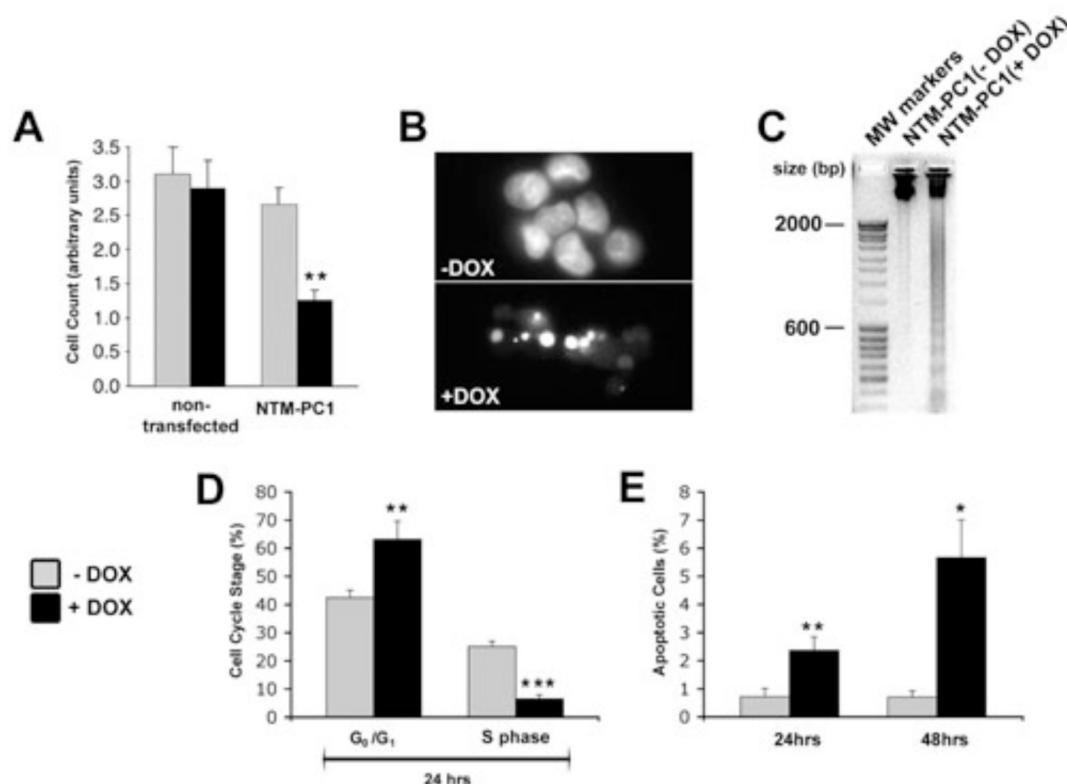 A
Cell Count (arbitrary units)
3.5
3.0
2.5
2.0
1.5
1.0
0.5
0.0
**
non-
transfected
NTM-PC1
B
-DOX
+DOX
C
MW markers
NTM-PC1(- DOX)
NTM-PC1(+ DOX)
size (bp)
2000
600
- DOX
+ DOX
D
Cell Cycle Stage (%)
80
70
60
50
40
30
20
10
0
**
***
G₀/G₁
S phase
24 hrs
E
Apoptotic Cells (%)
8
7
6
5
4
3
2
1
0
**
*
24hrs
48hrs